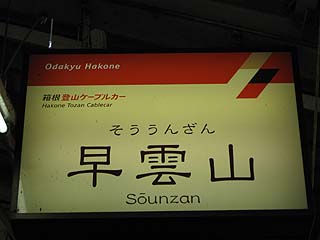 Odakyu Hakone
箱根 登山ケーブルカー
Hakone Tozan Cablecar
そううんざん
早雲山
Sōunzan